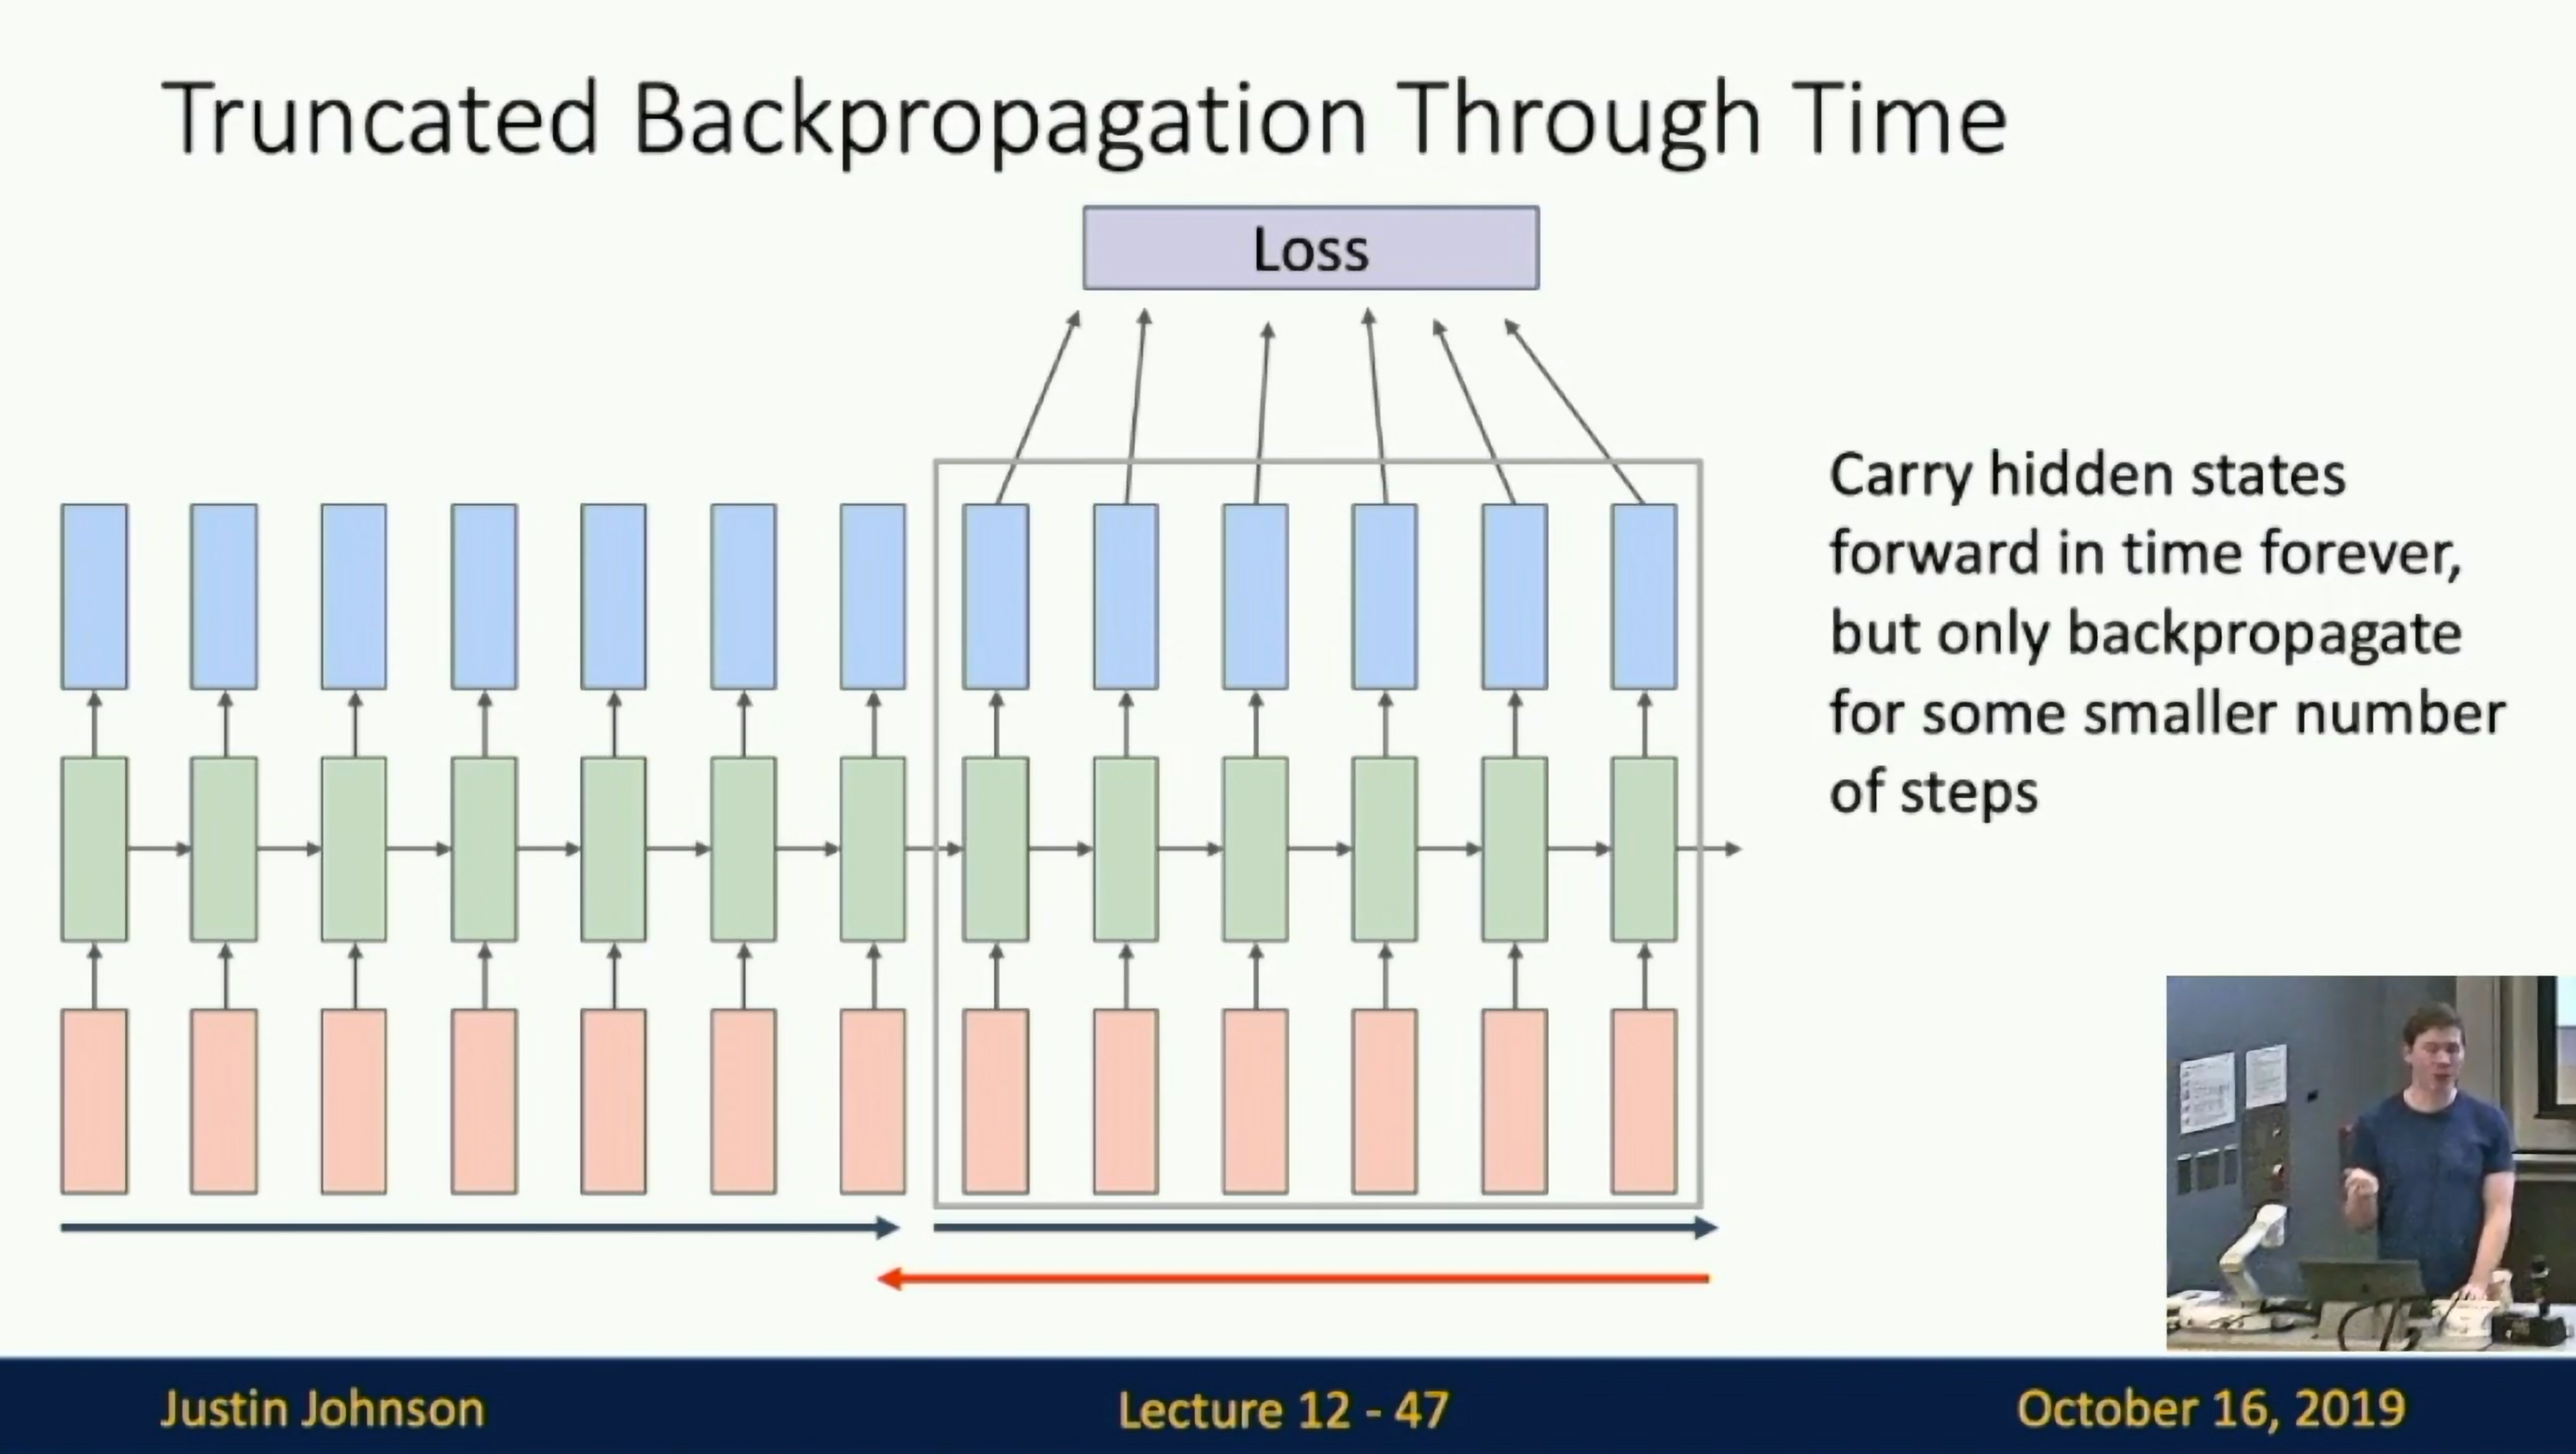 Truncated Backpropagation Through Time
Loss
Carry hidden states
forward in time forever,
but only backpropagate
for some smaller number
of steps
Justin Johnson
Lecture 12 - 47
October 16, 2019